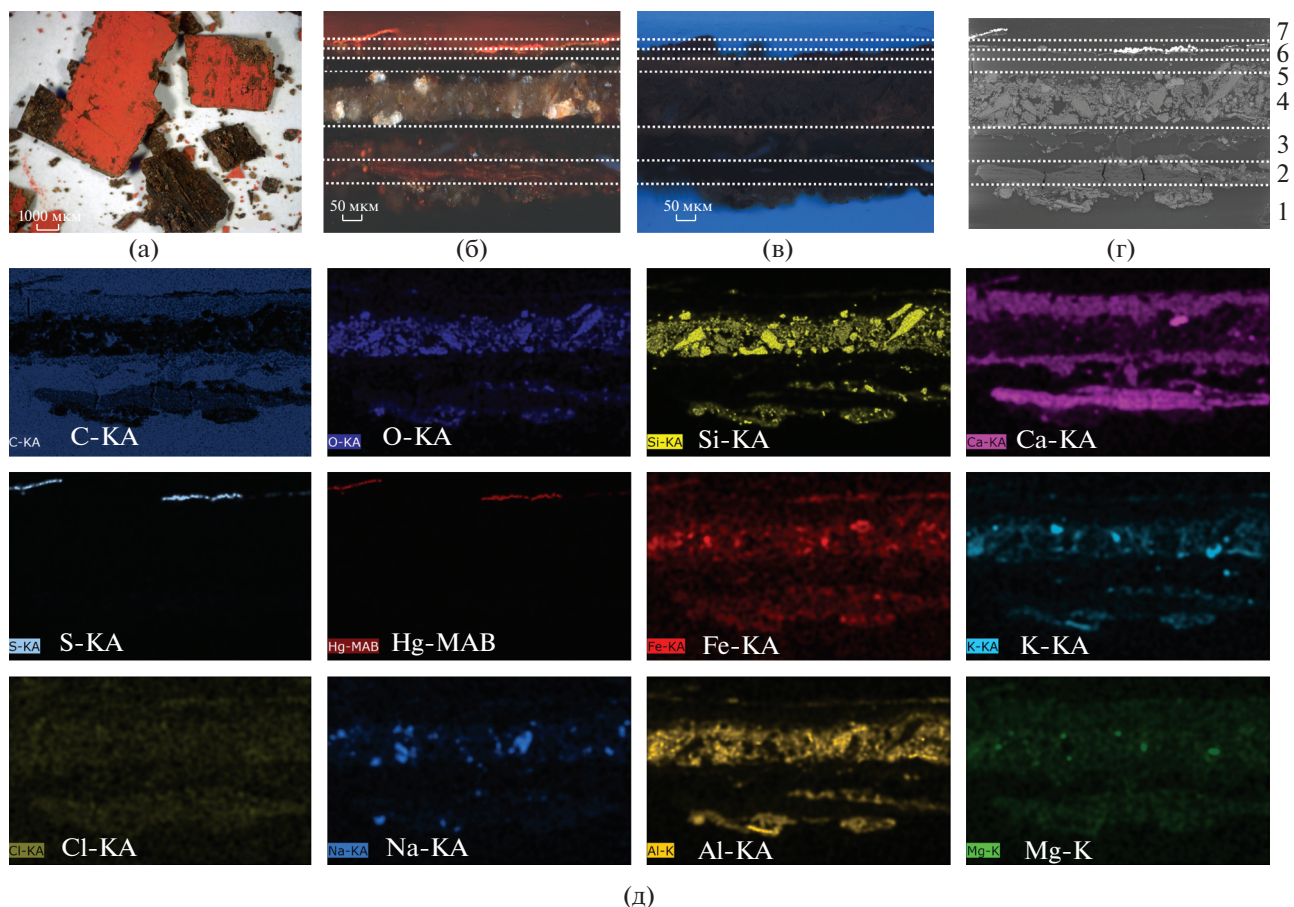 7
6
5
4
3
2
1
1000 мкм
50 мкм
50 мкм
(а)
(б)
(в)
(г)
C-KA C-KA
O-KA O-KA
Si-KA Si-KA
Ca-KA Ca-KA
S-KA S-KA
Hg-MAB Hg-MAB
Fe-KA Fe-KA
K-KA K-KA
Cl-KA Cl-KA
Na-KA Na-KA
Al-K Al-KA
Mg-K Mg-K
(д)